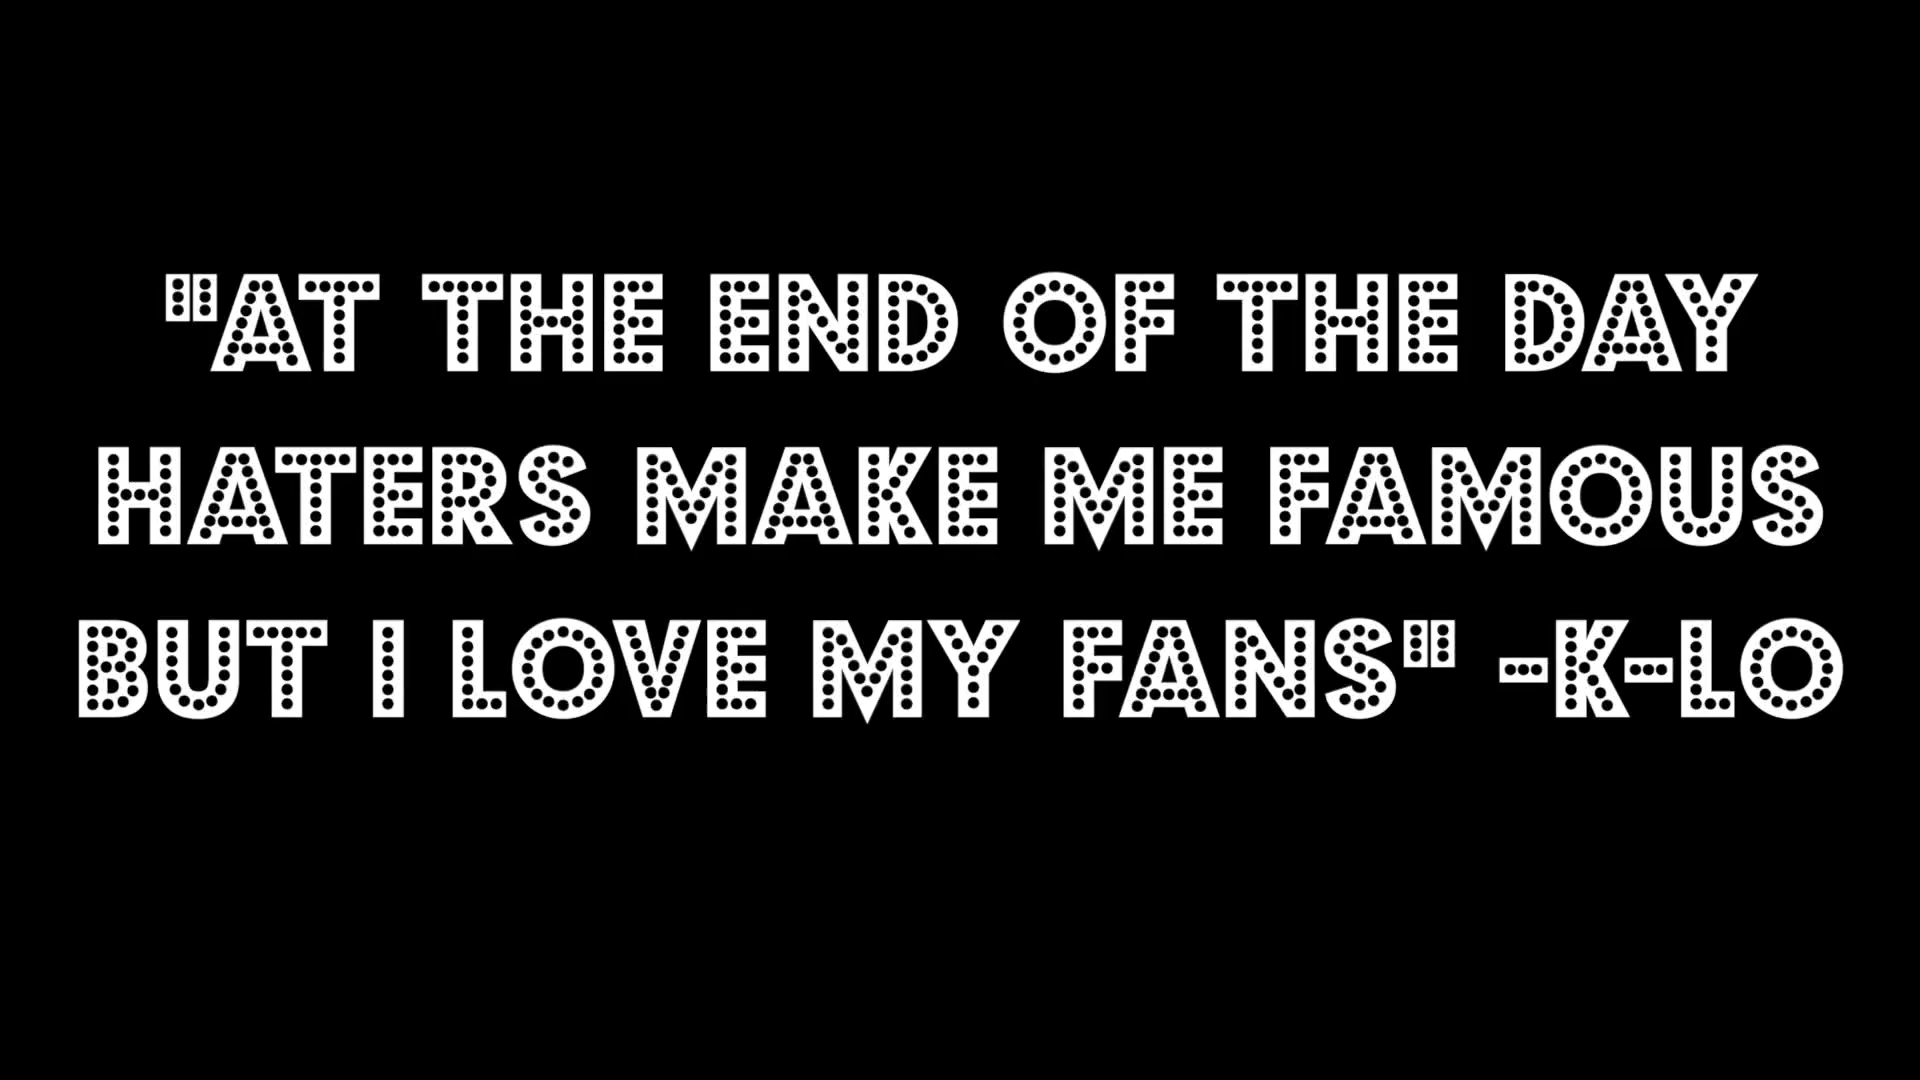 "AT THE END OF THE DAY
HATERS MAKE ME FAMOUS
BUT I LOVE MY FANS" -K-LO